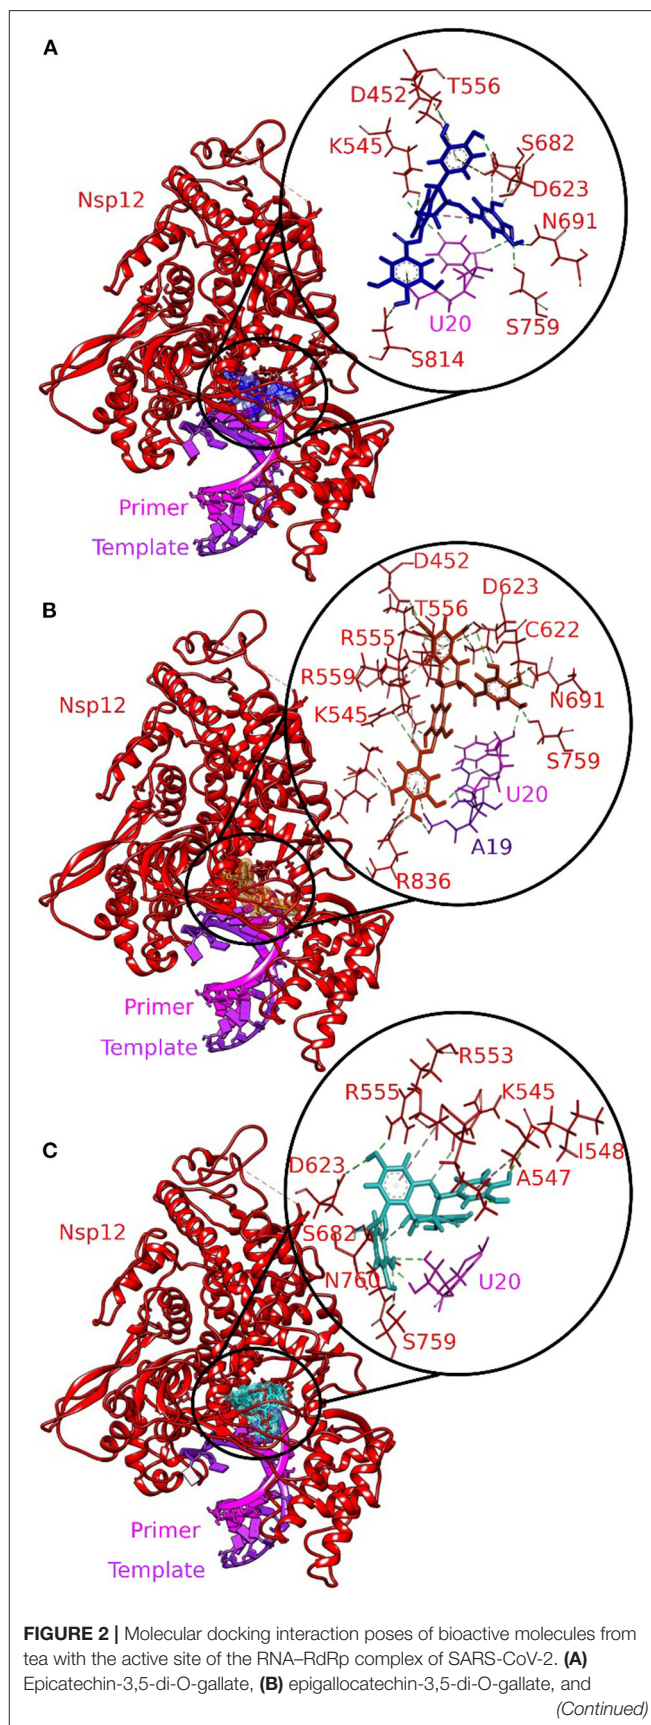 A
T556
D452
K545
S682
D623
Nsp12
N691
U20
S759
S814
Primer
Template
D452
B
D623
T556
C622
R555
R559
Nsp12
N691
K545
S759
U20
A19
R836
Primer
Template
R553
R555
K545
C
I548
D623
A547
Nsp12
S682
N760
U20
S759
Primer
Template
FIGURE 2 | Molecular docking interaction poses of bioactive molecules from
tea with the active site of the RNA–RdRp complex of SARS-CoV-2. (A)
Epicatechin-3,5-di-O-gallate, (B) epigallocatechin-3,5-di-O-gallate, and
(Continued)